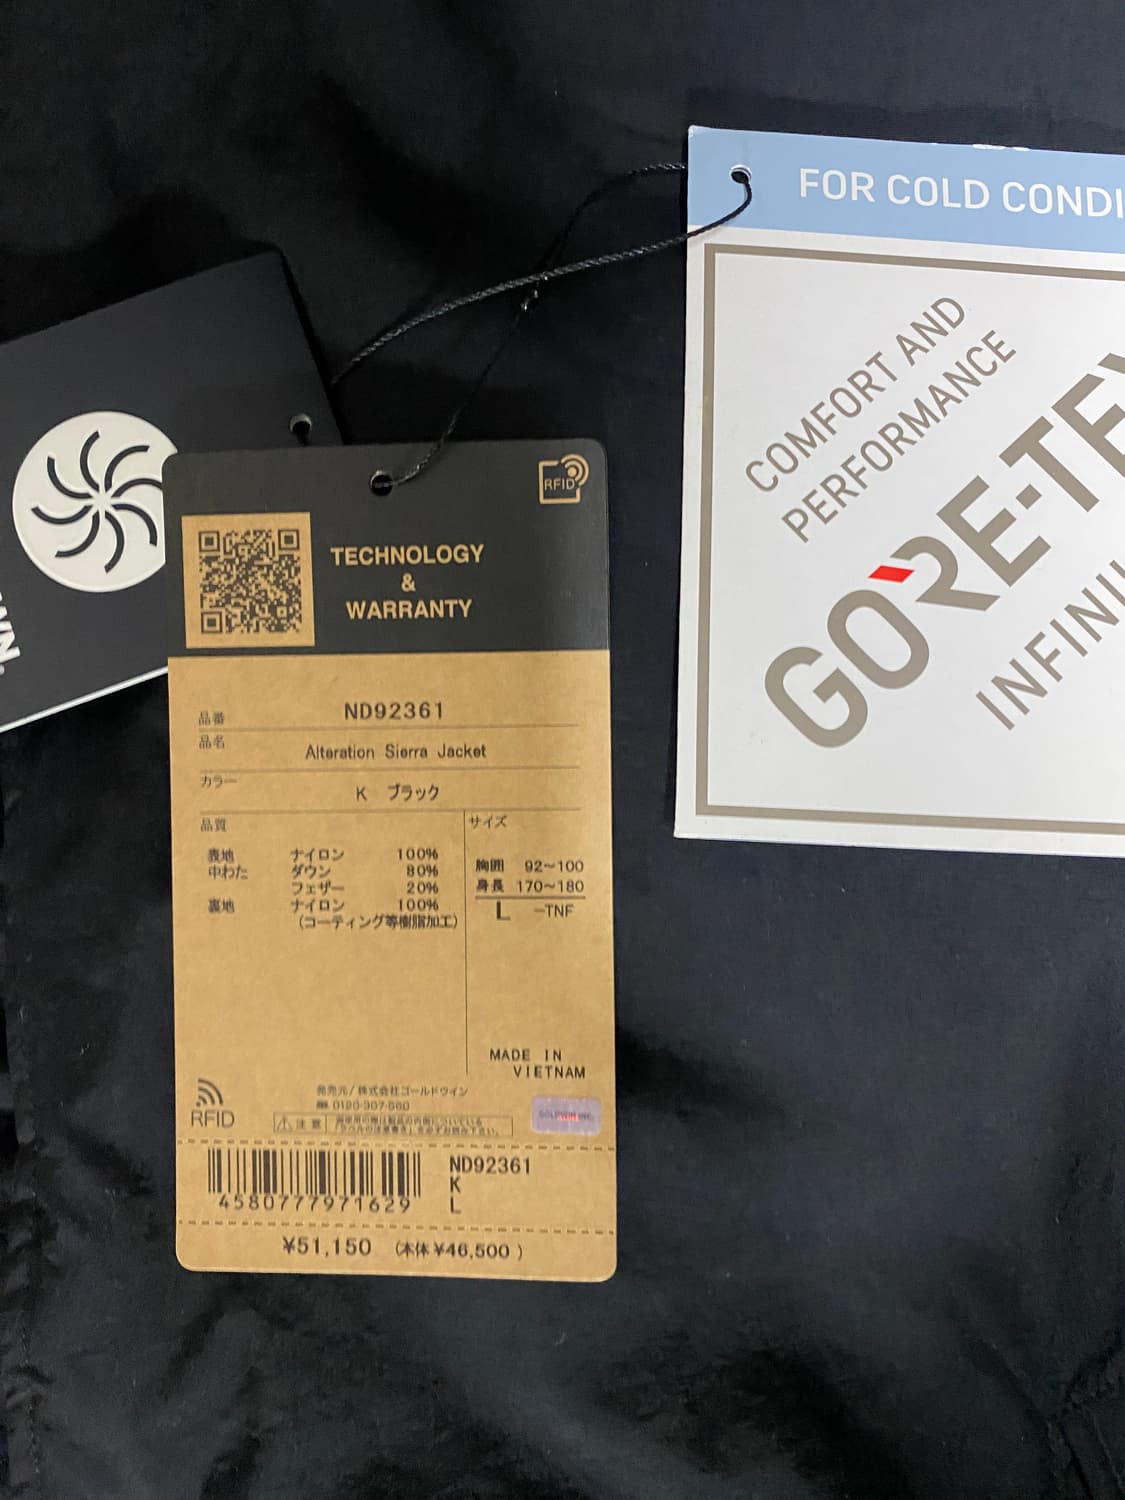 FOR COLD CONDI
COMFORT AND
PERFORMANCE
GORE-TEX
INFINIU
WN
RFID
TECHNOLOGY
&
WARRANTY
品番 ND92361
品名 Alteration Sierra Jacket
カラー K ブラック
品質
表地 ナイロン 100%
中わた ダウン 80%
フェザー 20%
裏地 ナイロン 100%
(コーティング等樹脂加工)
サイズ
胸囲 92~100
身長 170~180
L -TNF
MADE IN
VIETNAM
RFID
発売元/株式会社ゴールドウイン
0120-307-560
注意
GOLDWIN INC.
4580777971629
ND92361
K
L
¥51,150 (本体¥46,500 )